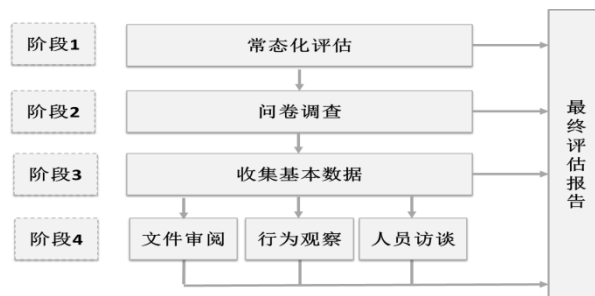 阶段1
常态化评估
阶段2
问卷调查
阶段3
收集基本数据
阶段4
文件审阅
行为观察
人员访谈
最终评估报告